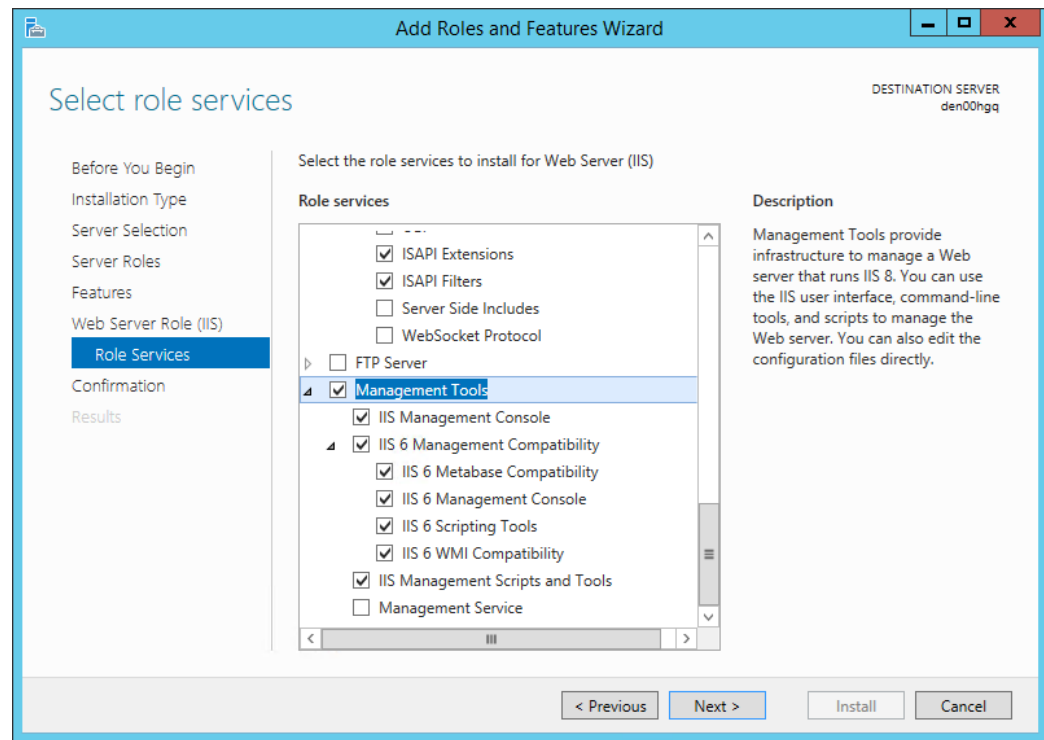 Add Roles and Features Wizard
Select role services
DESTINATION SERVER
den00hgq
Before You Begin
Installation Type
Server Selection
Server Roles
Features
Web Server Role (IIS)
Role Services
Confirmation
Results
Select the role services to install for Web Server (IIS)
Role services
ISAPI Extensions
ISAPI Filters
Server Side Includes
WebSocket Protocol
FTP Server
Management Tools
IIS Management Console
IIS 6 Management Compatibility
IIS 6 Metabase Compatibility
IIS 6 Management Console
IIS 6 Scripting Tools
IIS 6 WMI Compatibility
IIS Management Scripts and Tools
Management Service
Description
Management Tools provide
infrastructure to manage a Web
server that runs IIS 8. You can use
the IIS user interface, command-line
tools, and scripts to manage the
Web server. You can also edit the
configuration files directly.
< Previous
Next >
Install
Cancel